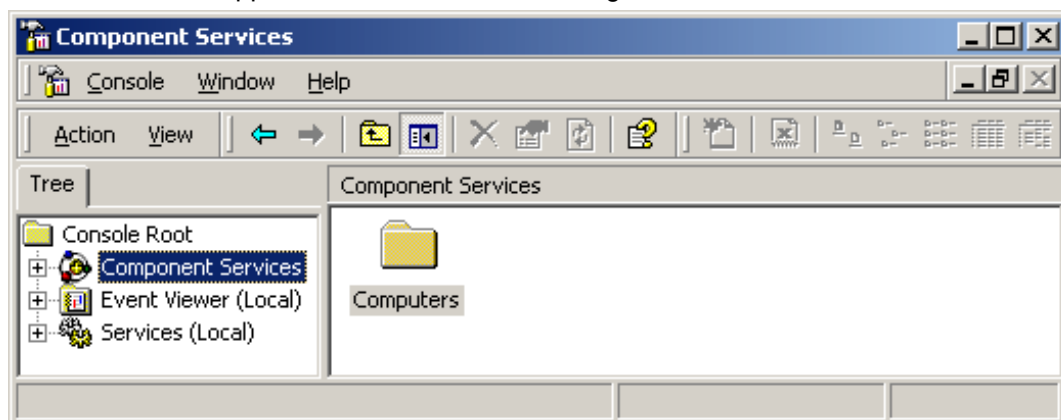 Component Services
Console Window Help
Action View
Tree
Component Services
Console Root
Component Services
Event Viewer (Local)
Services (Local)
Computers